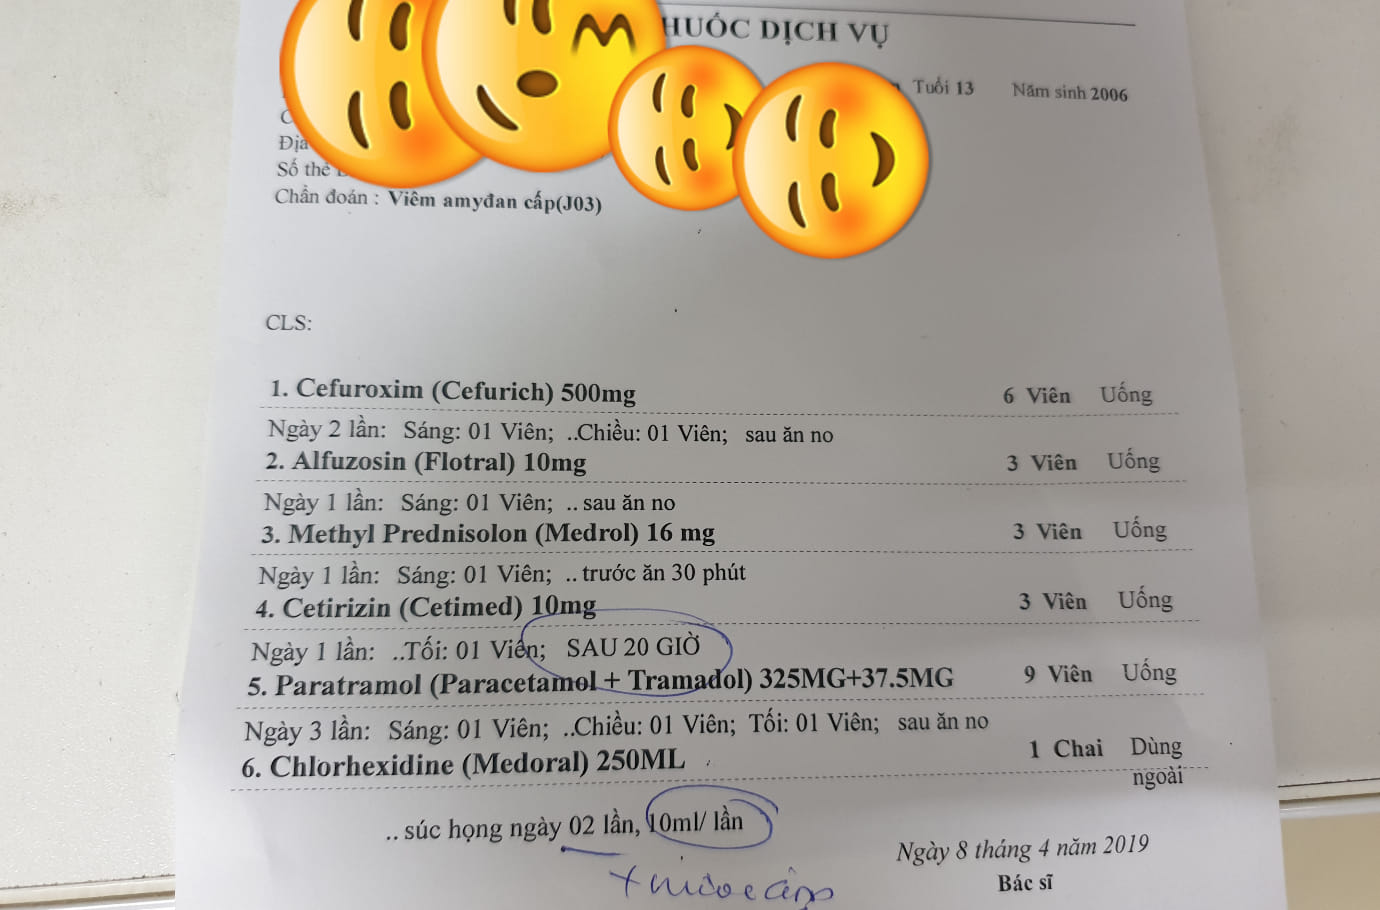 HUỐC DỊCH VỤ
Tuổi 13 Năm sinh 2006
Địa
Số thẻ
Chẩn đoán : Viêm amyđan cấp(J03)
CLS:
1. Cefuroxim (Cefurich) 500mg 6 Viên Uống
Ngày 2 lần: Sáng: 01 Viên; ..Chiều: 01 Viên; sau ăn no
2. Alfuzosin (Flotral) 10mg 3 Viên Uống
Ngày 1 lần: Sáng: 01 Viên; .. sau ăn no
3. Methyl Prednisolon (Medrol) 16 mg 3 Viên Uống
Ngày 1 lần: Sáng: 01 Viên; .. trước ăn 30 phút
4. Cetirizin (Cetimed) 10mg 3 Viên Uống
Ngày 1 lần: ..Tối: 01 Viên; SAU 20 GIỜ
5. Paratramol (Paracetamol + Tramadol) 325MG+37.5MG 9 Viên Uống
Ngày 3 lần: Sáng: 01 Viên; ..Chiều: 01 Viên; Tối: 01 Viên; sau ăn no
6. Chlorhexidine (Medoral) 250ML 1 Chai Dùng
ngoài
.. súc họng ngày 02 lần, 10ml/ lần
Ngày 8 tháng 4 năm 2019
Bác sĩ